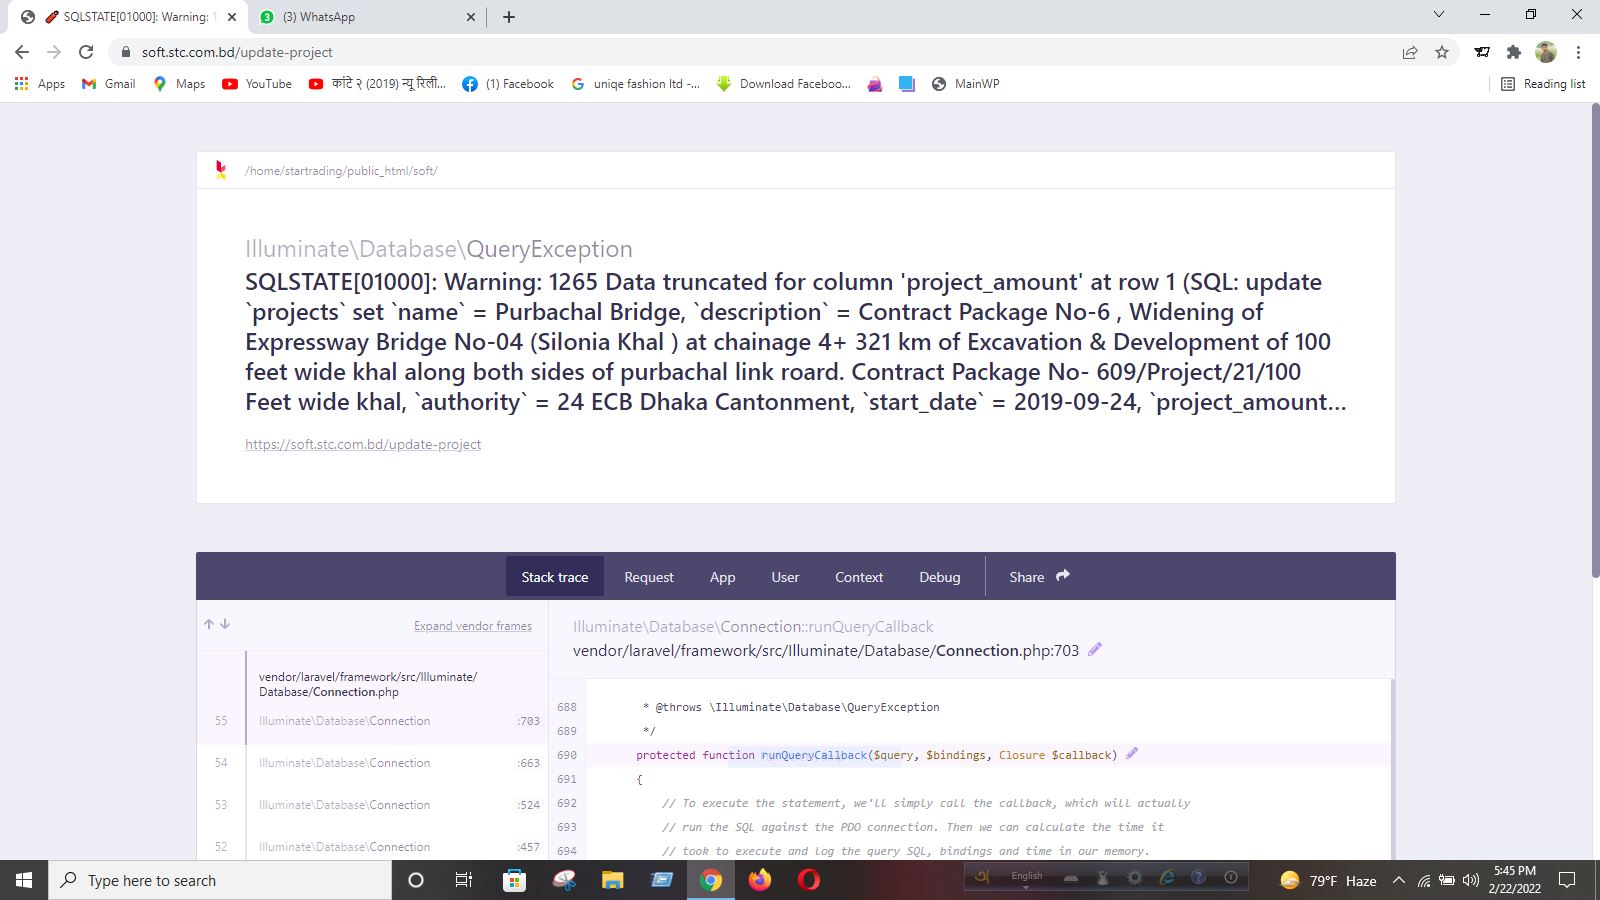 SQLSTATE[01000]: Warning: 1
(3) WhatsApp
soft.stc.com.bd/update-project
Apps
Gmail
Maps
YouTube
कांटे २ (2019) न्यू रिली...
(1) Facebook
uniqe fashion ltd -...
Download Faceboo...
MainWP
Reading list
/home/startrading/public_html/soft/
Illuminate\Database\QueryException
SQLSTATE[01000]: Warning: 1265 Data truncated for column 'project_amount' at row 1 (SQL: update
`projects` set `name` = Purbachal Bridge, `description` = Contract Package No-6 , Widening of
Expressway Bridge No-04 (Silonia Khal ) at chainage 4+ 321 km of Excavation & Development of 100
feet wide khal along both sides of purbachal link roard. Contract Package No- 609/Project/21/100
Feet wide khal, `authority` = 24 ECB Dhaka Cantonment, `start_date` = 2019-09-24, `project_amount...
https://soft.stc.com.bd/update-project
Stack trace
Request
App
User
Context
Debug
Share
Expand vendor frames
vendor/laravel/framework/src/Illuminate/
Database/Connection.php
55 Illuminate\Database\Connection :703
54 Illuminate\Database\Connection :663
53 Illuminate\Database\Connection :524
52 Illuminate\Database\Connection :457
Illuminate\Database\Connection::runQueryCallback
vendor/laravel/framework/src/Illuminate/Database/Connection.php:703
688 * @throws \Illuminate\Database\QueryException
689 */
690 protected function runQueryCallback($query, $bindings, Closure $callback)
691 {
692 // To execute the statement, we'll simply call the callback, which will actually
693 // run the SQL against the PDO connection. Then we can calculate the time it
694 // took to execute and log the query SQL, bindings and time in our memory.
Type here to search
অ
English
79°F Haze
5:45 PM
2/22/2022